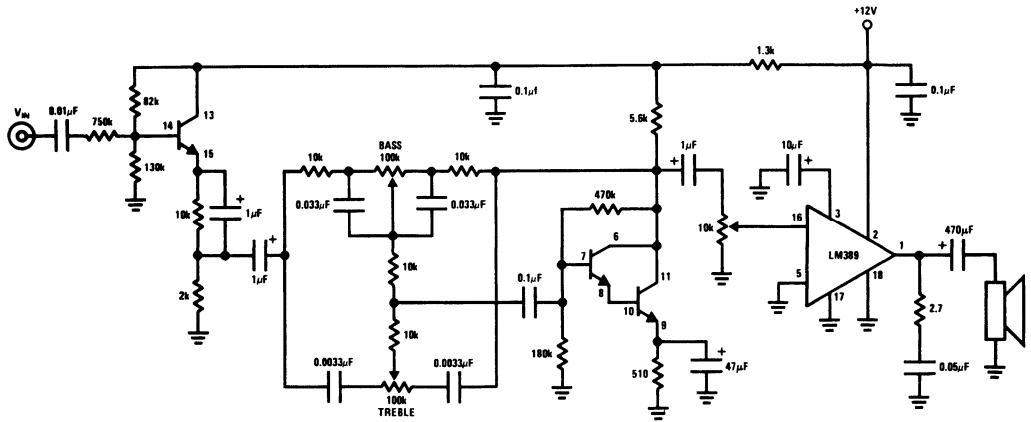 +12V
1.3k
0.1µF
0.1µf
VIN
0.01µF
750k
82k
14
13
15
130k
5.6k
10k
BASS
100k
10k
1µF
10µF
10k
1µF
0.033µF
0.033µF
470k
10k
16
3
2
1
470µF
LM389
5
17
18
1µF
2k
10k
0.1µF
7
6
8
11
10
9
2.7
10k
180k
510
47µF
0.05µF
0.0033µF
0.0033µF
100k
TREBLE